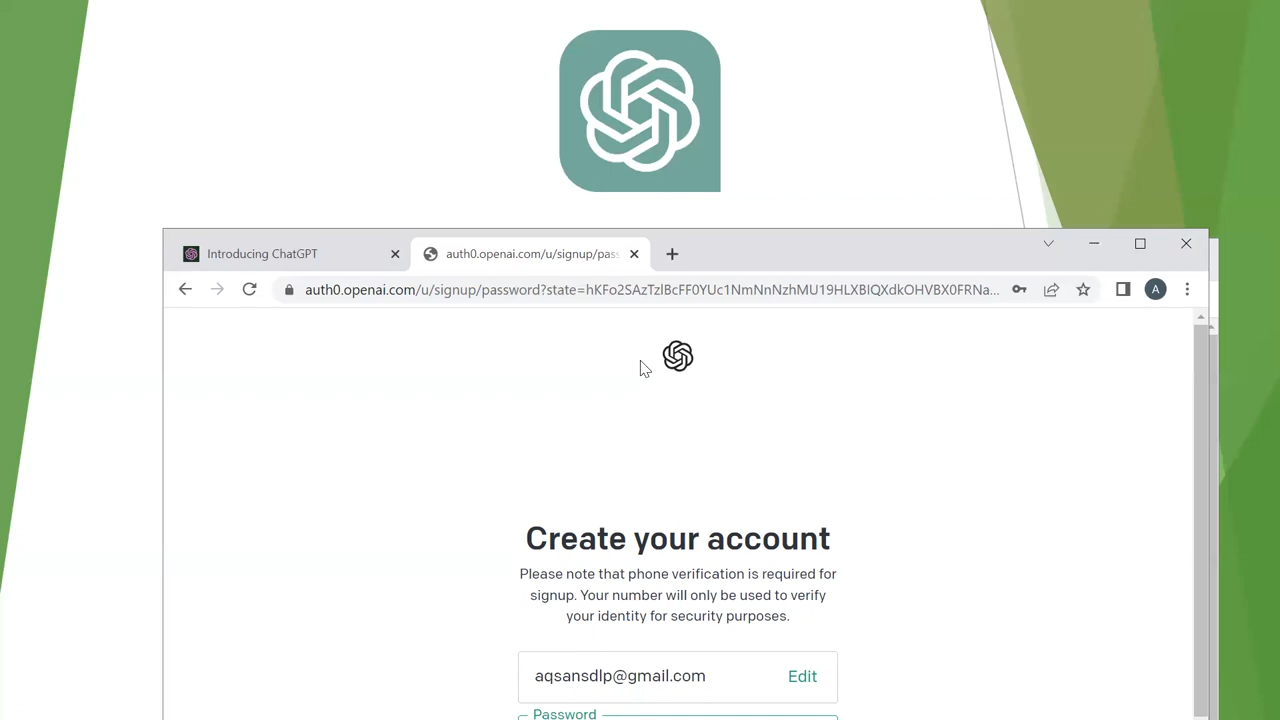 Introducing ChatGPT
auth0.openai.com/u/signup/pas
auth0.openai.com/u/signup/password?state=hKFo2SAzTzlBcFF0YUc1NmNnNzhMU19HLXBIQXdkOHVBX0FRNa...
A
Create your account
Please note that phone verification is required for
signup. Your number will only be used to verify
your identity for security purposes.
aqsansdlp@gmail.com Edit
Password